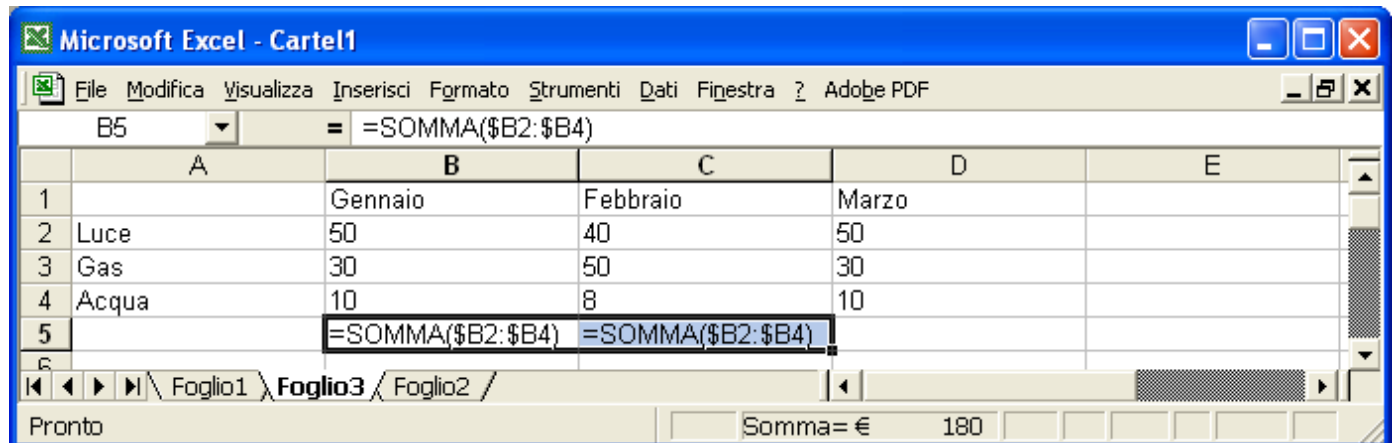 Microsoft Excel - Cartel1
File Modifica Visualizza Inserisci Formato Strumenti Dati Finestra ? Adobe PDF
B5 = =SOMMA($B2:$B4)
A B C D E
1 Gennaio Febbraio Marzo
2 Luce 50 40 50
3 Gas 30 50 30
4 Acqua 10 8 10
5 =SOMMA($B2:$B4) =SOMMA($B2:$B4)
6
Foglio1 Foglio3 Foglio2
Pronto Somma= € 180